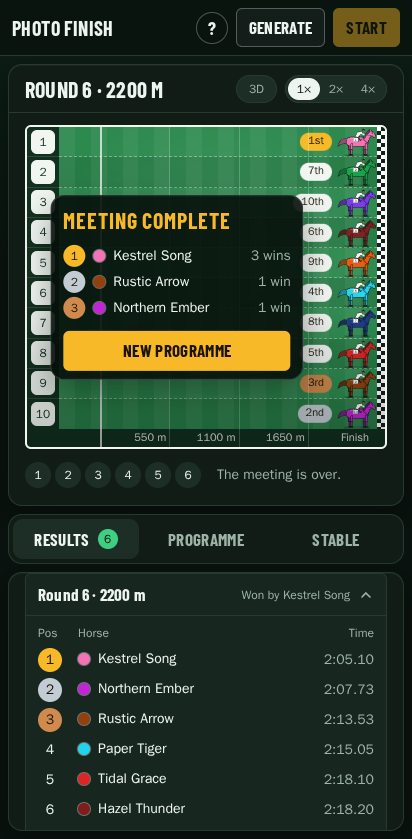 PHOTO FINISH
?
GENERATE
START
ROUND 6 · 2200 M
3D
1×
2×
4×
1
1st
2
7th
3
10th
4
6th
5
9th
6
4th
7
8th
8
5th
9
3rd
10
2nd
MEETING COMPLETE
1 Kestrel Song 3 wins
2 Rustic Arrow 1 win
3 Northern Ember 1 win
NEW PROGRAMME
550 m 1100 m 1650 m Finish
1 2 3 4 5 6 The meeting is over.
RESULTS 6 PROGRAMME STABLE
Round 6 · 2200 m Won by Kestrel Song
Pos Horse Time
1 Kestrel Song 2:05.10
2 Northern Ember 2:07.73
3 Rustic Arrow 2:13.53
4 Paper Tiger 2:15.05
5 Tidal Grace 2:18.10
6 Hazel Thunder 2:18.20